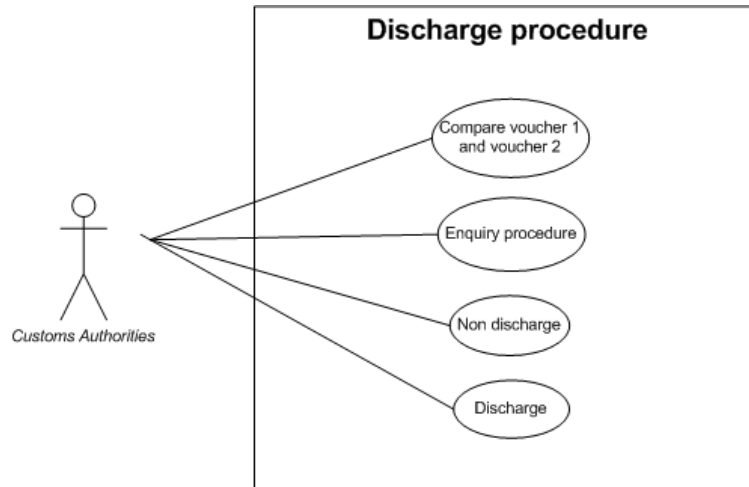 Discharge procedure
Compare voucher 1
and voucher 2
Enquiry procedure
Non discharge
Customs Authorities
Discharge